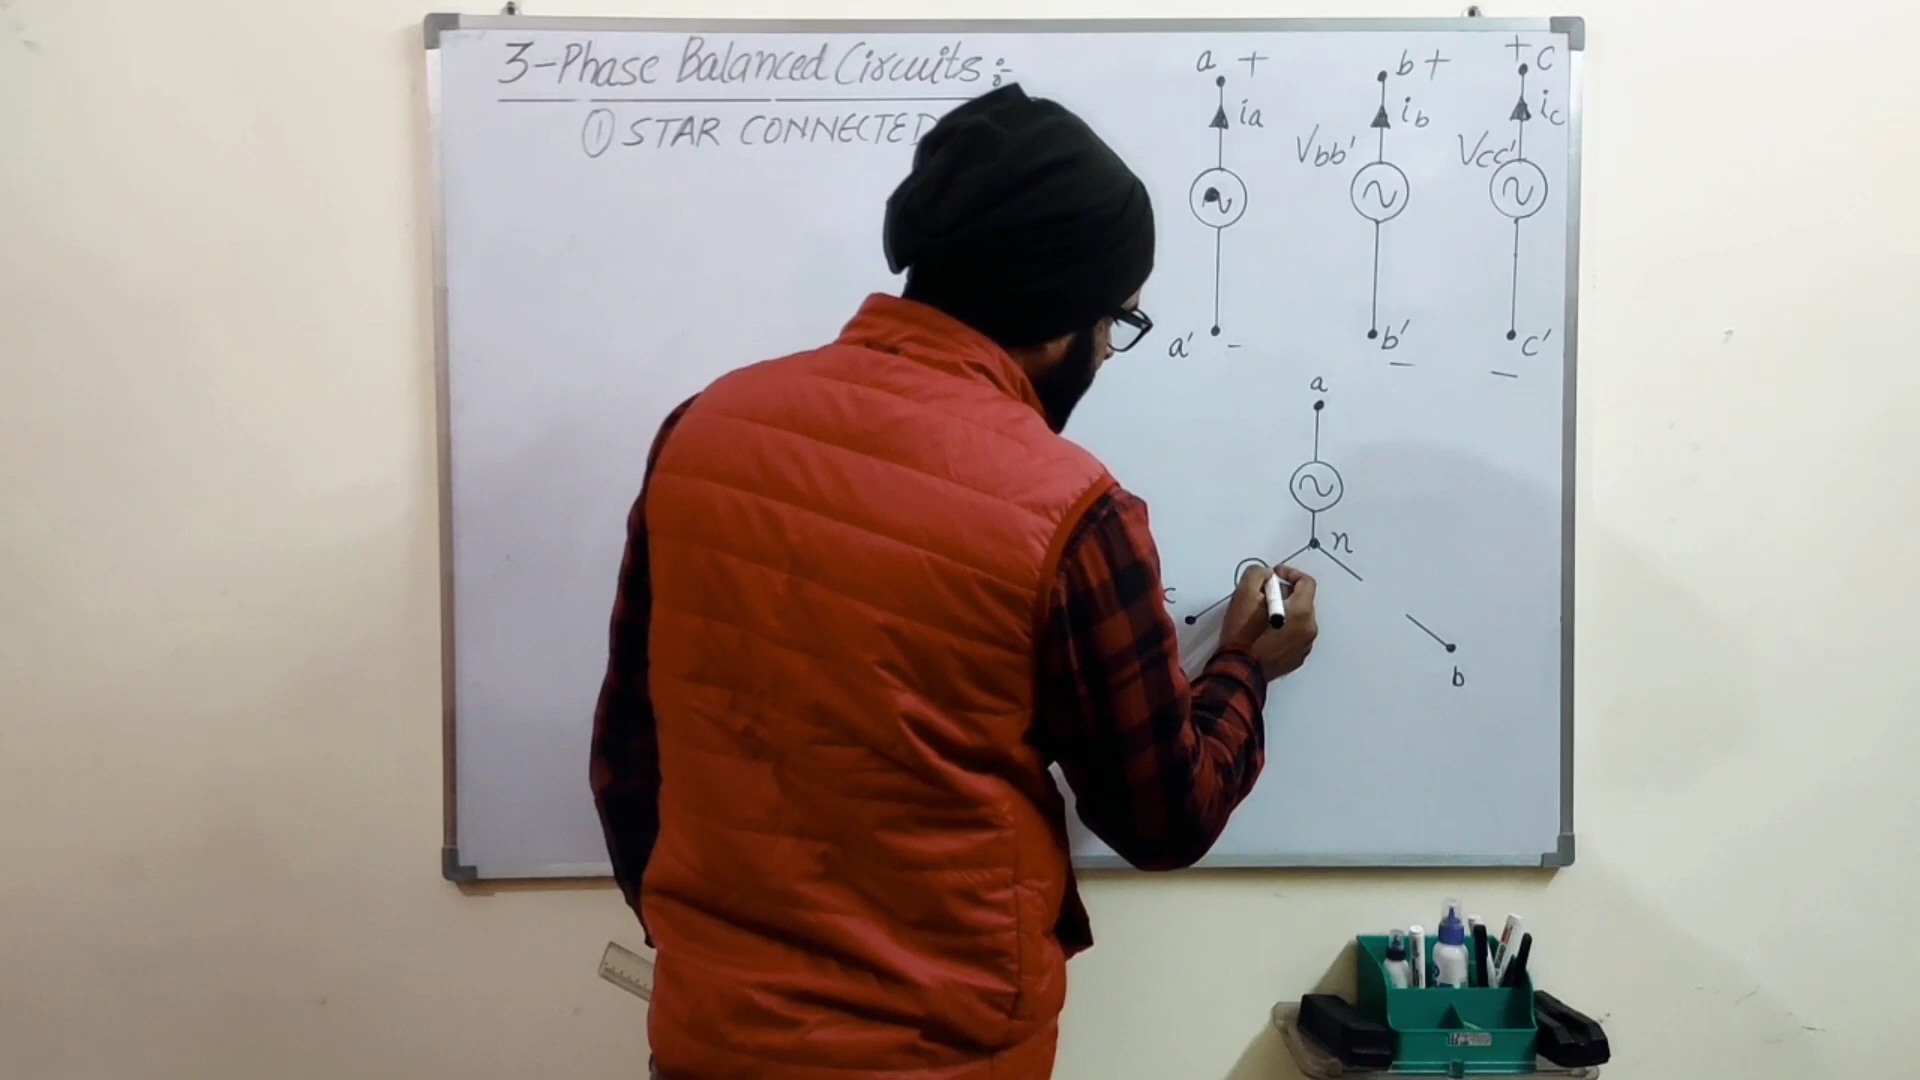 3-Phase Balanced Circuits :-
① STAR CONNECTED
a +
b +
+ c
ia
ib
ic
Vbb'
Vcc'
a' -
b' -
c' -
a
n
c
b